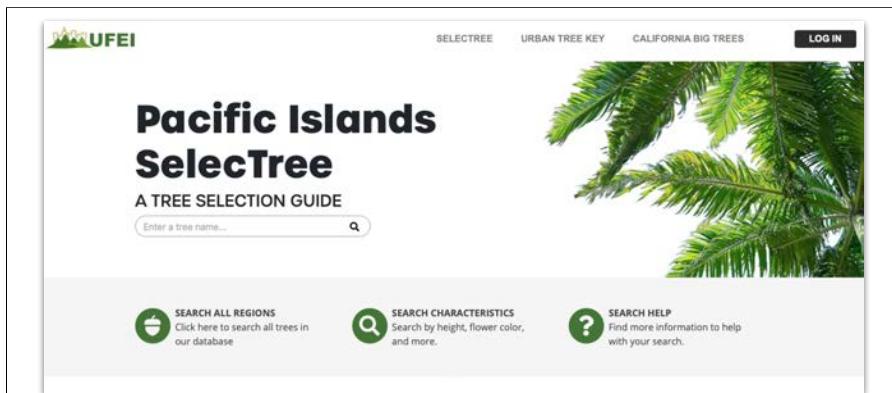 UFEI
SELECTREE
URBAN TREE KEY
CALIFORNIA BIG TREES
LOG IN
Pacific Islands
SelecTree
A TREE SELECTION GUIDE
Enter a tree name...
SEARCH ALL REGIONS
Click here to search all trees in
our database
SEARCH CHARACTERISTICS
Search by height, flower color,
and more.
SEARCH HELP
Find more information to help
with your search.